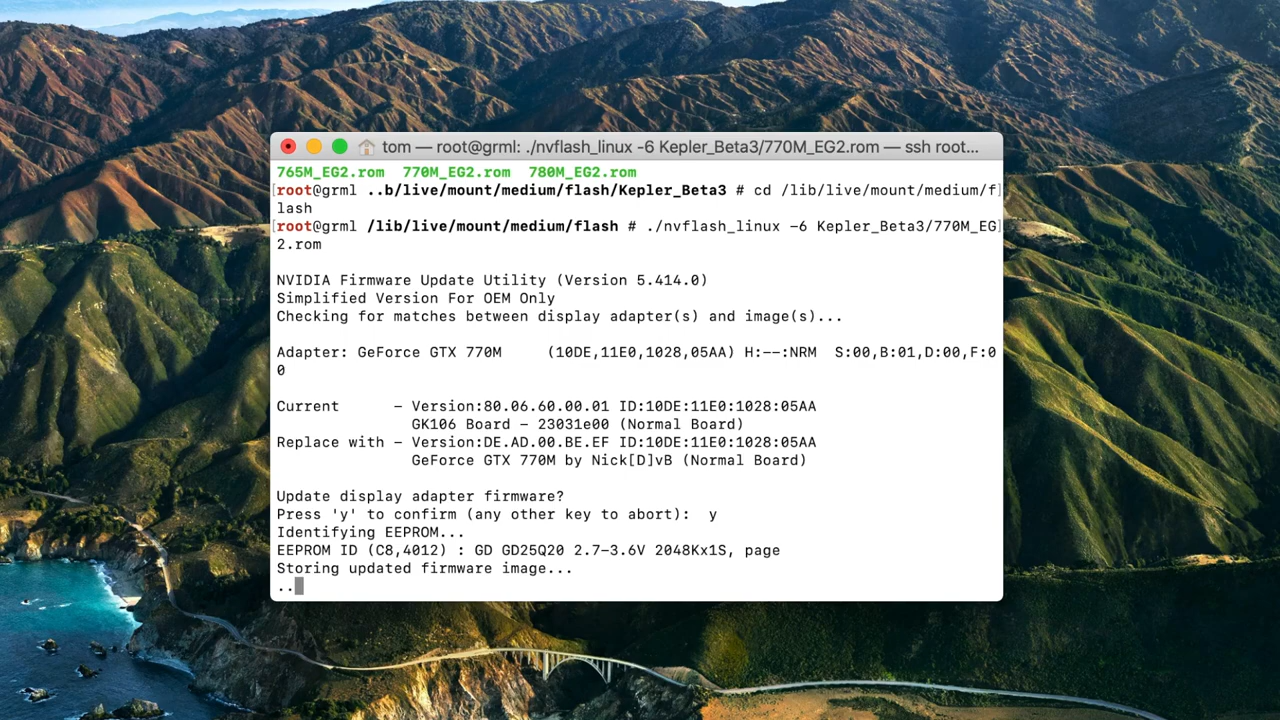 tom — root@grml: ./nvflash_linux -6 Kepler_Beta3/770M_EG2.rom — ssh root...
765M_EG2.rom  770M_EG2.rom  780M_EG2.rom
[root@grml ..b/live/mount/medium/flash/Kepler_Beta3 # cd /lib/live/mount/medium/f]
lash
[root@grml /lib/live/mount/medium/flash # ./nvflash_linux -6 Kepler_Beta3/770M_EG]
2.rom
NVIDIA Firmware Update Utility (Version 5.414.0)
Simplified Version For OEM Only
Checking for matches between display adapter(s) and image(s)...
Adapter: GeForce GTX 770M     (10DE,11E0,1028,05AA) H:--:NRM  S:00,B:01,D:00,F:0
0
Current      - Version:80.06.60.00.01 ID:10DE:11E0:1028:05AA
GK106 Board - 23031e00 (Normal Board)
Replace with - Version:DE.AD.00.BE.EF ID:10DE:11E0:1028:05AA
GeForce GTX 770M by Nick[D]vB (Normal Board)
Update display adapter firmware?
Press 'y' to confirm (any other key to abort):  y
Identifying EEPROM...
EEPROM ID (C8,4012) : GD GD25Q20 2.7-3.6V 2048Kx1S, page
Storing updated firmware image...
..